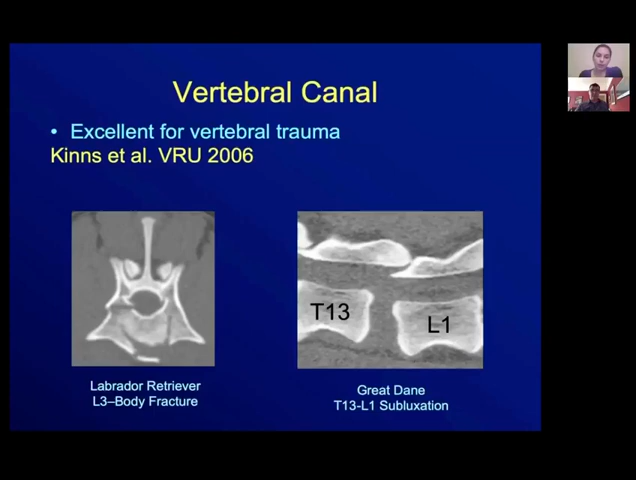 Vertebral Canal
• Excellent for vertebral trauma
Kinns et al. VRU 2006
T13
L1
Labrador Retriever
L3–Body Fracture
Great Dane
T13-L1 Subluxation